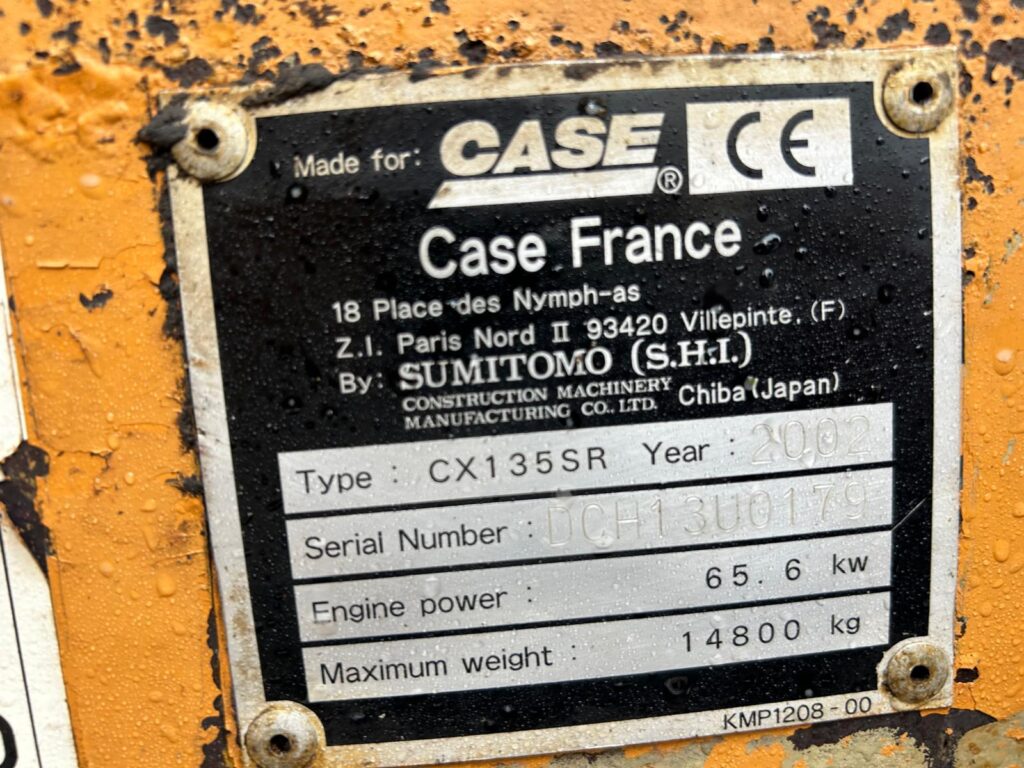 Made for: CASE® CE
Case France
18 Place des Nymph-as
Z.I. Paris Nord II 93420 Villepinte. (F)
By: SUMITOMO (S.H.I.)
CONSTRUCTION MACHINERY
MANUFACTURING CO., LTD. Chiba (Japan)
Type : CX135SR Year : 2002
Serial Number : DCH13U0179
Engine power : 65.6 kw
Maximum weight : 14800 kg
KMP1208-00